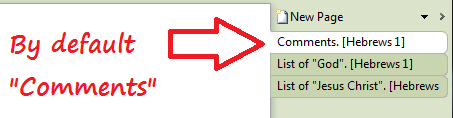 New Page
By default
"Comments"
Comments. [Hebrews 1]
List of "God". [Hebrews 1]
List of "Jesus Christ". [Hebrews